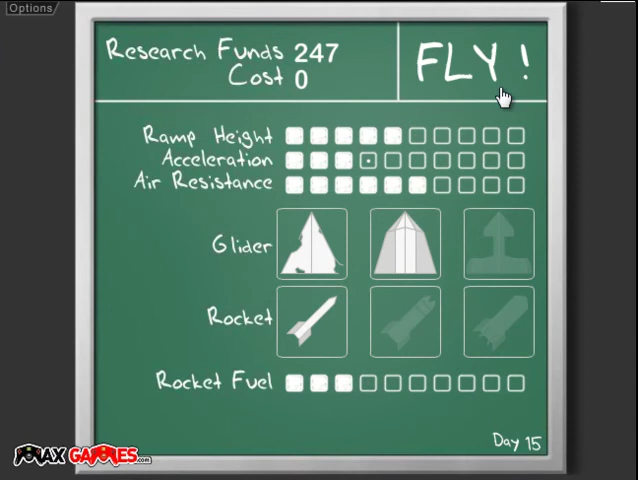 Options
Research Funds 247
Cost 0
FLY!
Ramp Height
Acceleration
Air Resistance
Glider
Rocket
Rocket Fuel
Day 15
MAX GAMES.com